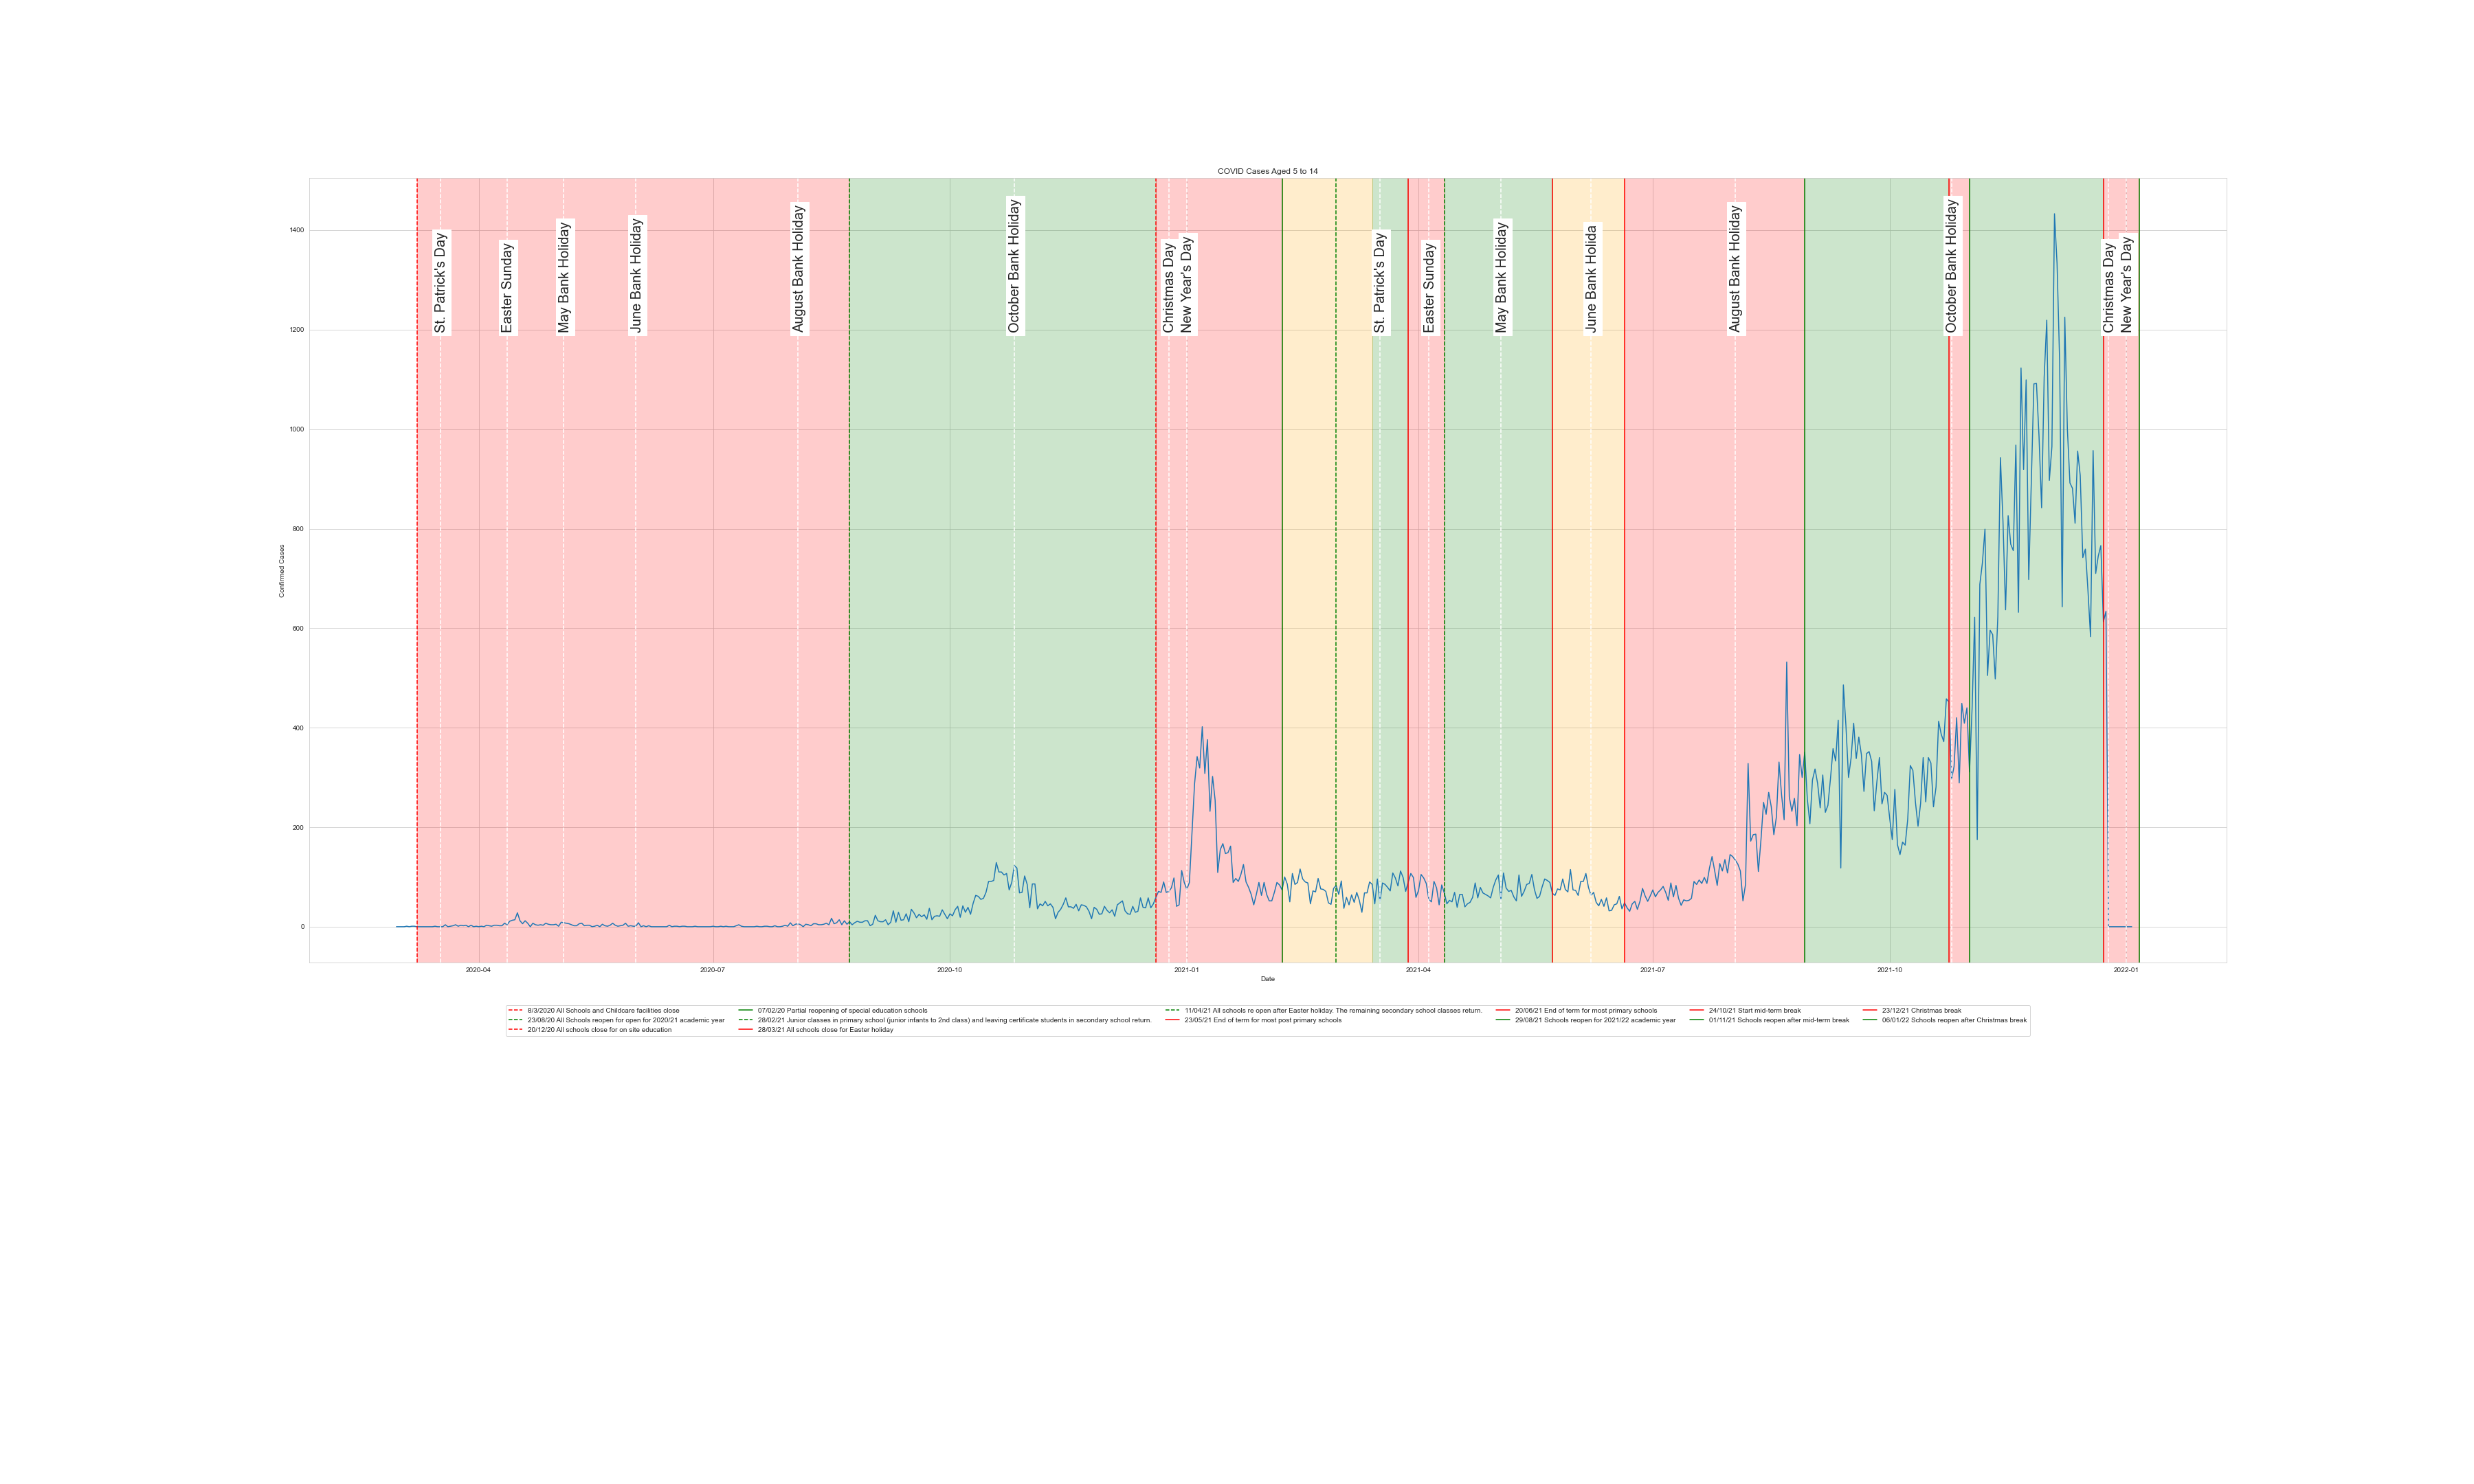 COVID Cases Aged 5 to 14
St. Patrick's Day
Easter Sunday
May Bank Holiday
June Bank Holiday
August Bank Holiday
October Bank Holiday
Christmas Day
New Year's Day
St. Patrick's Day
Easter Sunday
May Bank Holiday
June Bank Holida
August Bank Holiday
October Bank Holiday
Christmas Day
New Year's Day
1400
1200
1000
800
600
400
200
0
Confirmed Cases
2020-04
2020-07
2020-10
2021-01
2021-04
2021-07
2021-10
2022-01
Date
8/3/2020 All Schools and Childcare facilities close
23/08/20 All Schools reopen for open for 2020/21 academic year
20/12/20 All schools close for on site education
07/02/20 Partial reopening of special education schools
28/02/21 Junior classes in primary school (junior infants to 2nd class) and leaving certificate students in secondary school return.
28/03/21 All schools close for Easter holiday
11/04/21 All schools re open after Easter holiday. The remaining secondary school classes return.
23/05/21 End of term for most post primary schools
20/06/21 End of term for most primary schools
29/08/21 Schools reopen for 2021/22 academic year
24/10/21 Start mid-term break
01/11/21 Schools reopen after mid-term break
23/12/21 Christmas break
06/01/22 Schools reopen after Christmas break